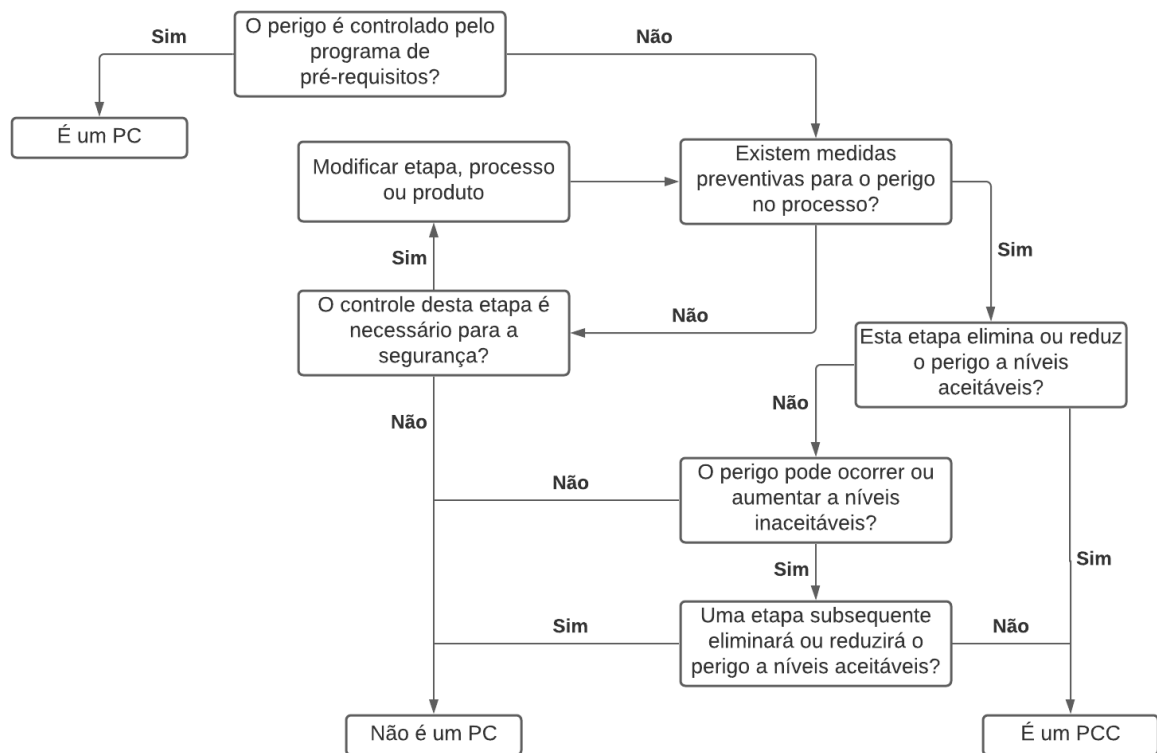 O perigo é controlado pelo
programa de
pré-requisitos?
Sim
Não
É um PC
Modificar etapa, processo
ou produto
Existem medidas
preventivas para o perigo
no processo?
Sim
Sim
O controle desta etapa é
necessário para a
segurança?
Não
Esta etapa elimina ou reduz
o perigo a níveis
aceitáveis?
Não
Não
O perigo pode ocorrer ou
aumentar a níveis
inaceitáveis?
Não
Sim
Sim
Uma etapa subsequente
eliminará ou reduzirá o
perigo a níveis aceitáveis?
Sim
Não
Não é um PC
É um PCC